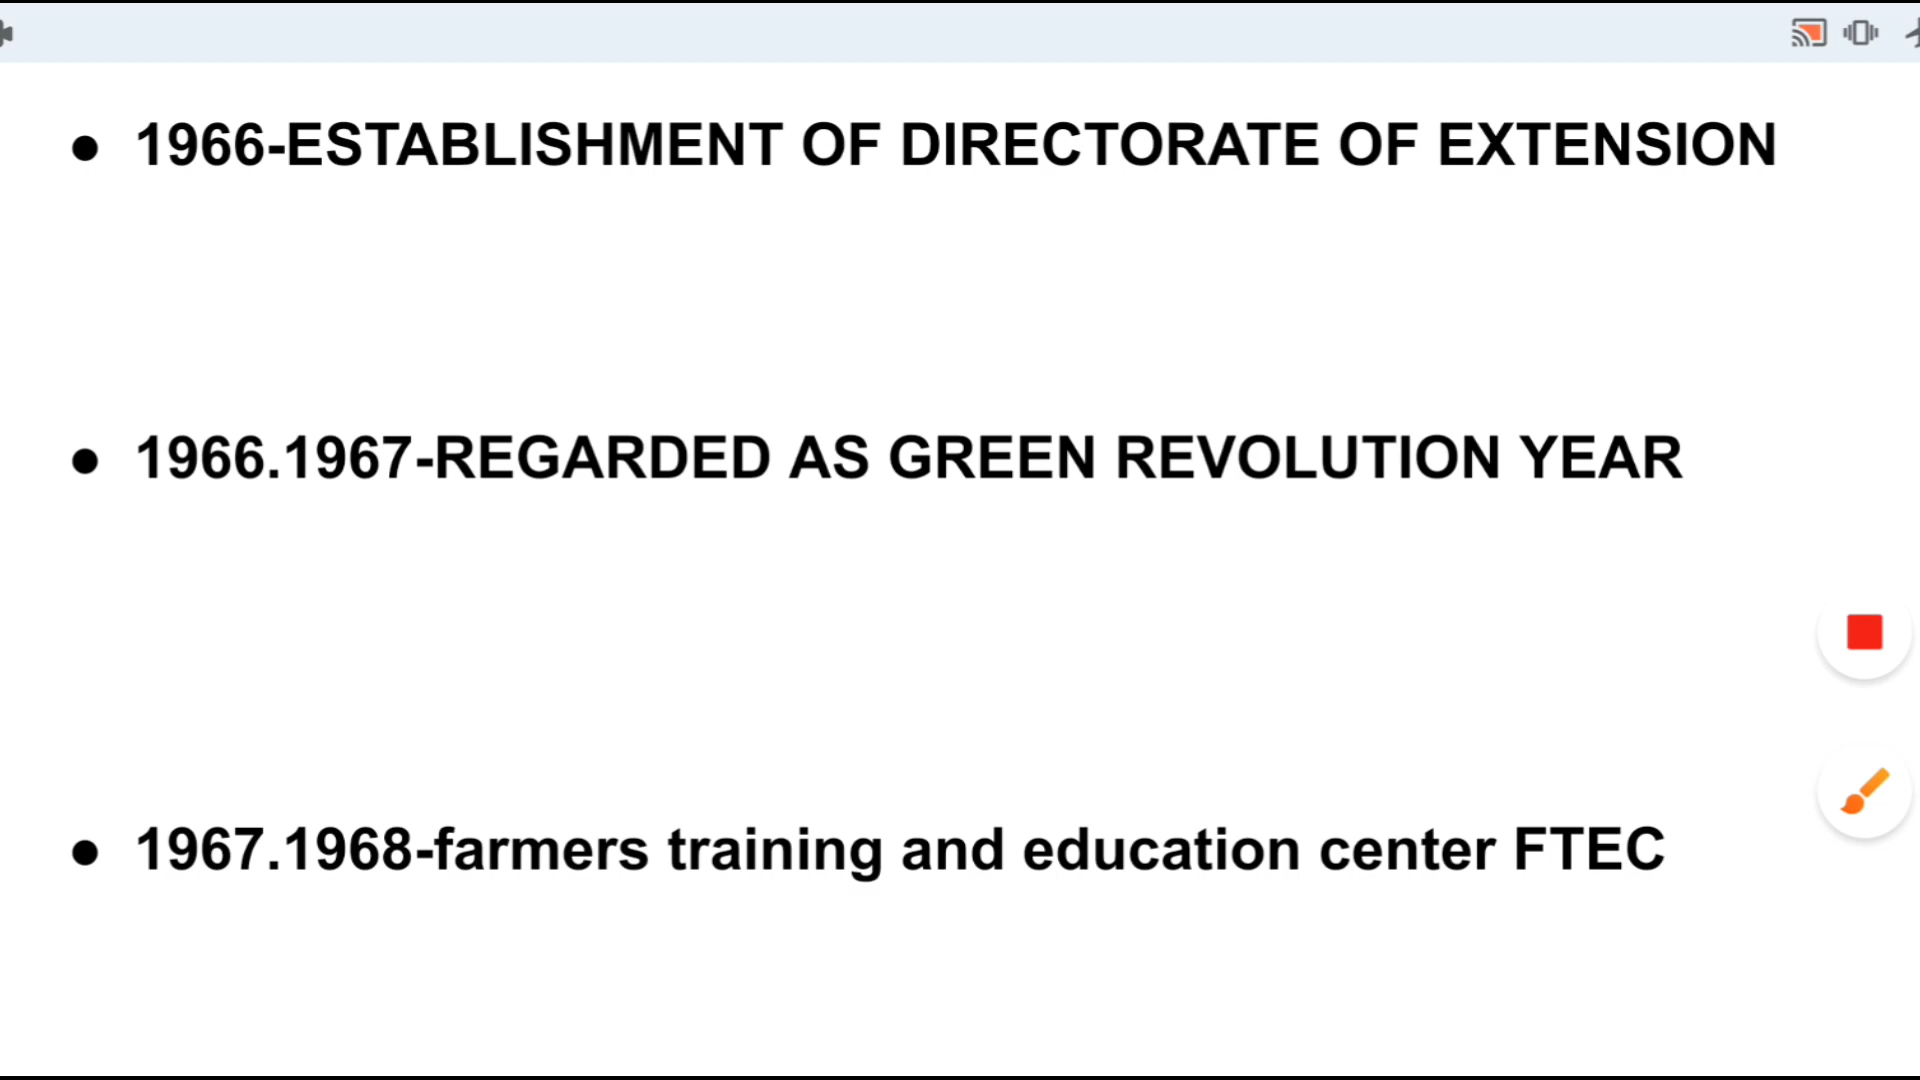 ● 1966-ESTABLISHMENT OF DIRECTORATE OF EXTENSION
● 1966.1967-REGARDED AS GREEN REVOLUTION YEAR
● 1967.1968-farmers training and education center FTEC